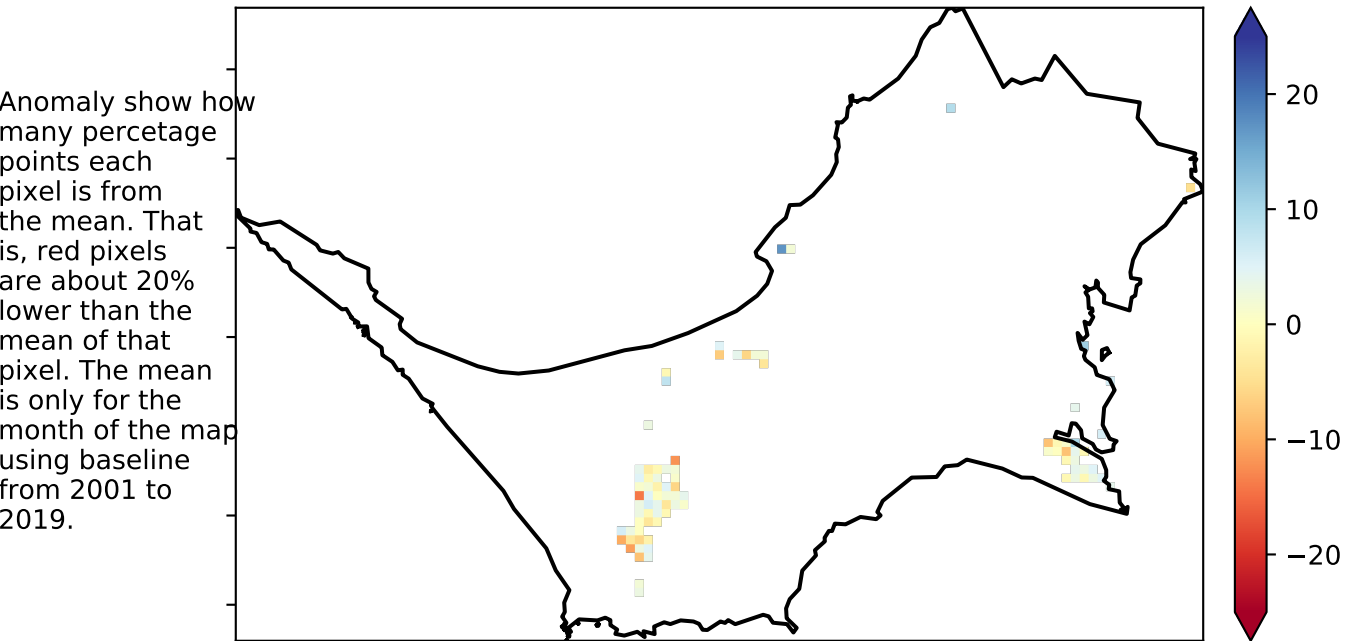 Anomaly show how
many percetage
points each
pixel is from
the mean. That
is, red pixels
are about 20%
lower than the
mean of that
pixel. The mean
is only for the
month of the map
using baseline
from 2001 to
2019.
20
10
0
−10
−20